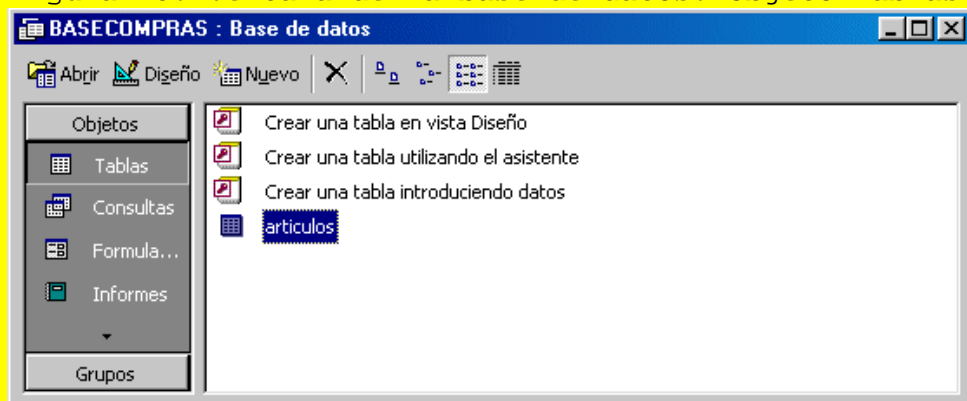 BASECOMPRAS : Base de datos
Abrir Diseño Nuevo
Objetos
Tablas
Consultas
Formula...
Informes
Grupos
Crear una tabla en vista Diseño
Crear una tabla utilizando el asistente
Crear una tabla introduciendo datos
articulos